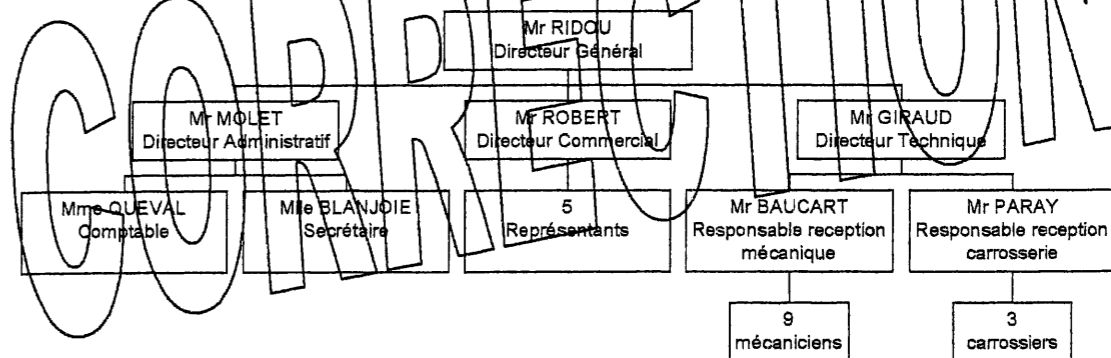 CORRECTION
Mr RIDOU
Directeur Général
Mr MOLET
Directeur Administratif
Mr ROBERT
Directeur Commercial
Mr GIRAUD
Directeur Technique
Mme QUEVAL
Comptable
Mlle BLANJOIE
Secrétaire
5
Représentants
Mr BAUCART
Responsable reception
mécanique
Mr PARAY
Responsable reception
carrosserie
9
mécaniciens
3
carrossiers